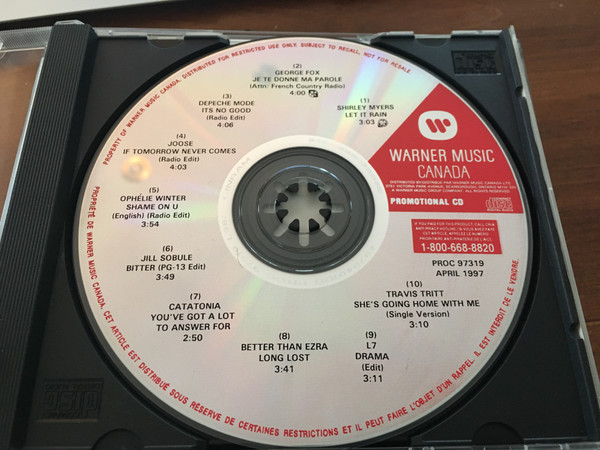 PROPERTY OF WARNER MUSIC CANADA. DISTRIBUTED FOR RESTRICTED USE ONLY. SUBJECT TO RECALL. NOT FOR RESALE
(2)
GEORGE FOX
JE TE DONNE MA PAROLE
(Attn: French Country Radio)
4:00
(3)
DEPECHE MODE
ITS NO GOOD
(Radio Edit)
4:06
(1)
SHIRLEY MYERS
LET IT RAIN
3:03
(4)
JOOSE
IF TOMORROW NEVER COMES
(Radio Edit)
4:03
WARNER MUSIC
CANADA
PROMOTIONAL CD
COMPACT
disc
DIGITAL AUDIO
1-800-668-8820
(5)
OPHÉLIE WINTER
SHAME ON U
(English) (Radio Edit)
3:54
PROC 97319
APRIL 1997
(6)
JILL SOBULE
BITTER (PG-13 Edit)
3:49
(7)
CATATONIA
YOU'VE GOT A LOT
TO ANSWER FOR
2:50
(8)
BETTER THAN EZRA
LONG LOST
3:41
(9)
L7
DRAMA
(Edit)
3:11
(10)
TRAVIS TRITT
SHE'S GOING HOME WITH ME
(Single Version)
3:10
PROPRIÉTÉ DE WARNER MUSIC CANADA. CET ARTICLE EST DISTRIBUÉ SOUS RÉSERVE DE CERTAINES RESTRICTIONS ET IL PEUT FAIRE L'OBJET D'UN RAPPEL. IL EST INTERDIT DE LE VENDRE.